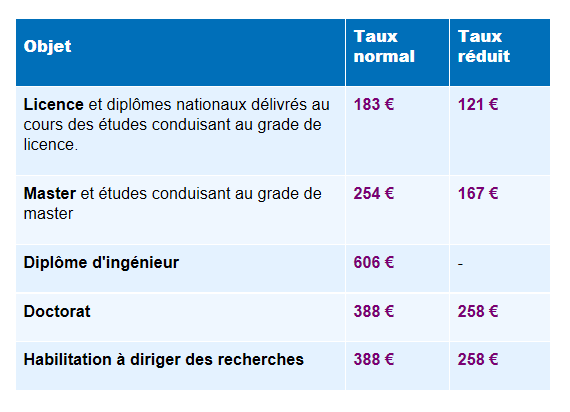 Objet
Taux normal
Taux réduit
Licence et diplômes nationaux délivrés au
cours des études conduisant au grade de
licence.
183 €
121 €
Master et études conduisant au grade de
master
254 €
167 €
Diplôme d'ingénieur
606 €
-
Doctorat
388 €
258 €
Habilitation à diriger des recherches
388 €
258 €